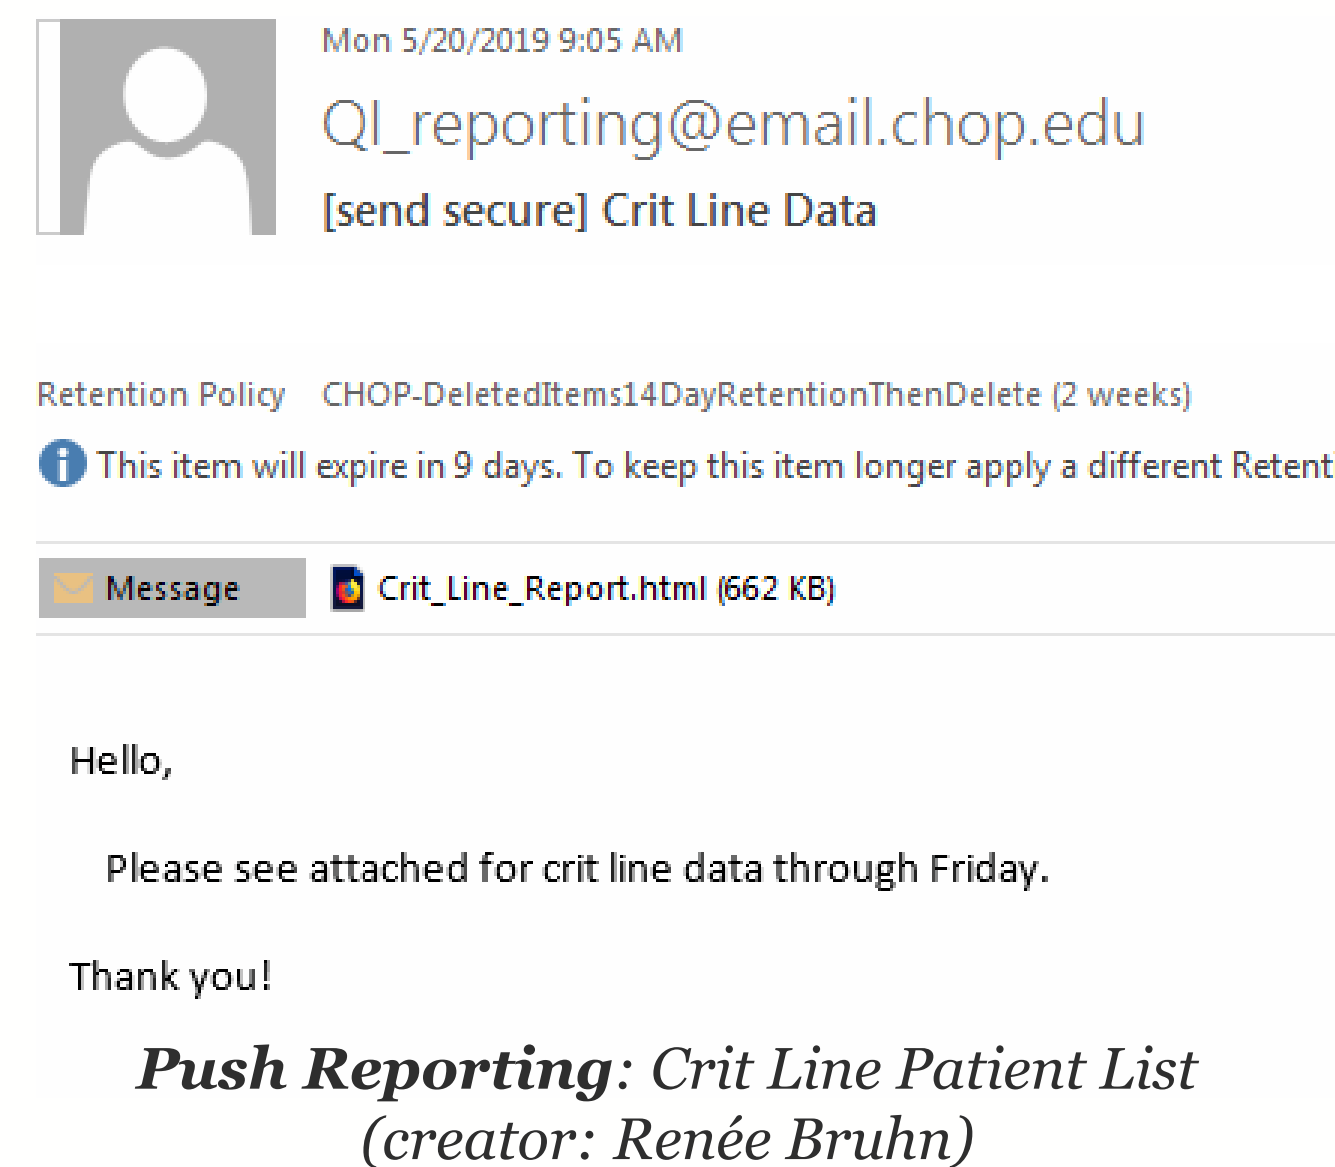 Mon 5/20/2019 9:05 AM
QI_reporting@email.chop.edu
[send secure] Crit Line Data
Retention Policy CHOP-DeletedItems14DayRetentionThenDelete (2 weeks)
This item will expire in 9 days. To keep this item longer apply a different Retent
Message Crit_Line_Report.html (662 KB)
Hello,
Please see attached for crit line data through Friday.
Thank you!
Push Reporting: Crit Line Patient List
(creator: Renée Bruhn)